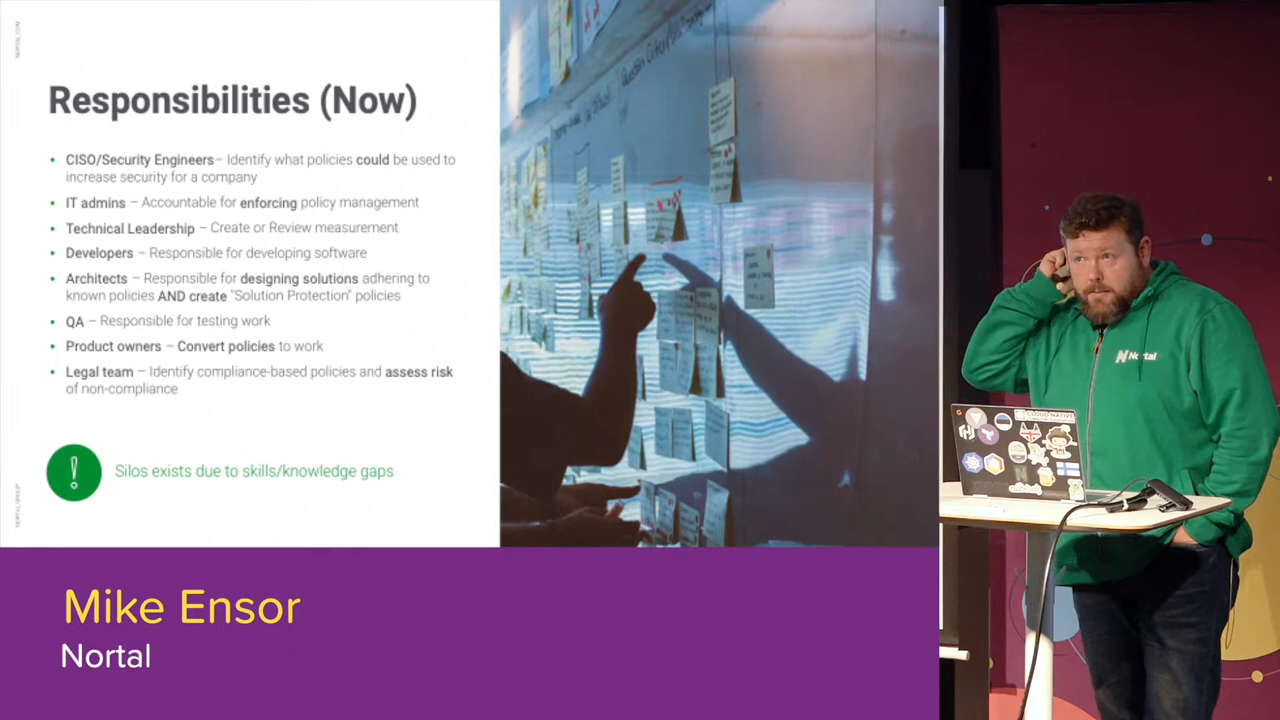 NORTAL.COM
Responsibilities (Now)
• CISO/Security Engineers– Identify what policies could be used to
increase security for a company
• IT admins – Accountable for enforcing policy management
• Technical Leadership – Create or Review measurement
• Developers – Responsible for developing software
• Architects – Responsible for designing solutions adhering to
known policies AND create "Solution Protection" policies
• QA – Responsible for testing work
• Product owners – Convert policies to work
• Legal team – Identify compliance-based policies and assess risk
of non-compliance
!
Silos exists due to skills/knowledge gaps
Mike Ensor
Nortal
Nortal
CLOUD NATIVE